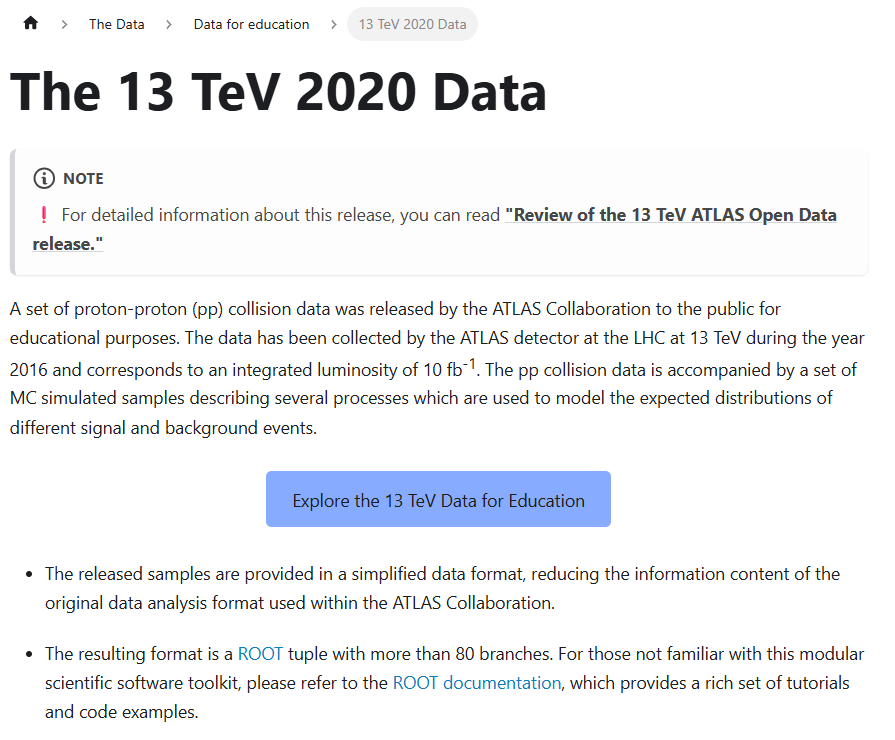 The Data > Data for education > 13 TeV 2020 Data
The 13 TeV 2020 Data
NOTE
❗ For detailed information about this release, you can read "Review of the 13 TeV ATLAS Open Data
release."
A set of proton-proton (pp) collision data was released by the ATLAS Collaboration to the public for
educational purposes. The data has been collected by the ATLAS detector at the LHC at 13 TeV during the year
2016 and corresponds to an integrated luminosity of 10 fb⁻¹. The pp collision data is accompanied by a set of
MC simulated samples describing several processes which are used to model the expected distributions of
different signal and background events.
Explore the 13 TeV Data for Education
• The released samples are provided in a simplified data format, reducing the information content of the
original data analysis format used within the ATLAS Collaboration.
• The resulting format is a ROOT tuple with more than 80 branches. For those not familiar with this modular
scientific software toolkit, please refer to the ROOT documentation, which provides a rich set of tutorials
and code examples.